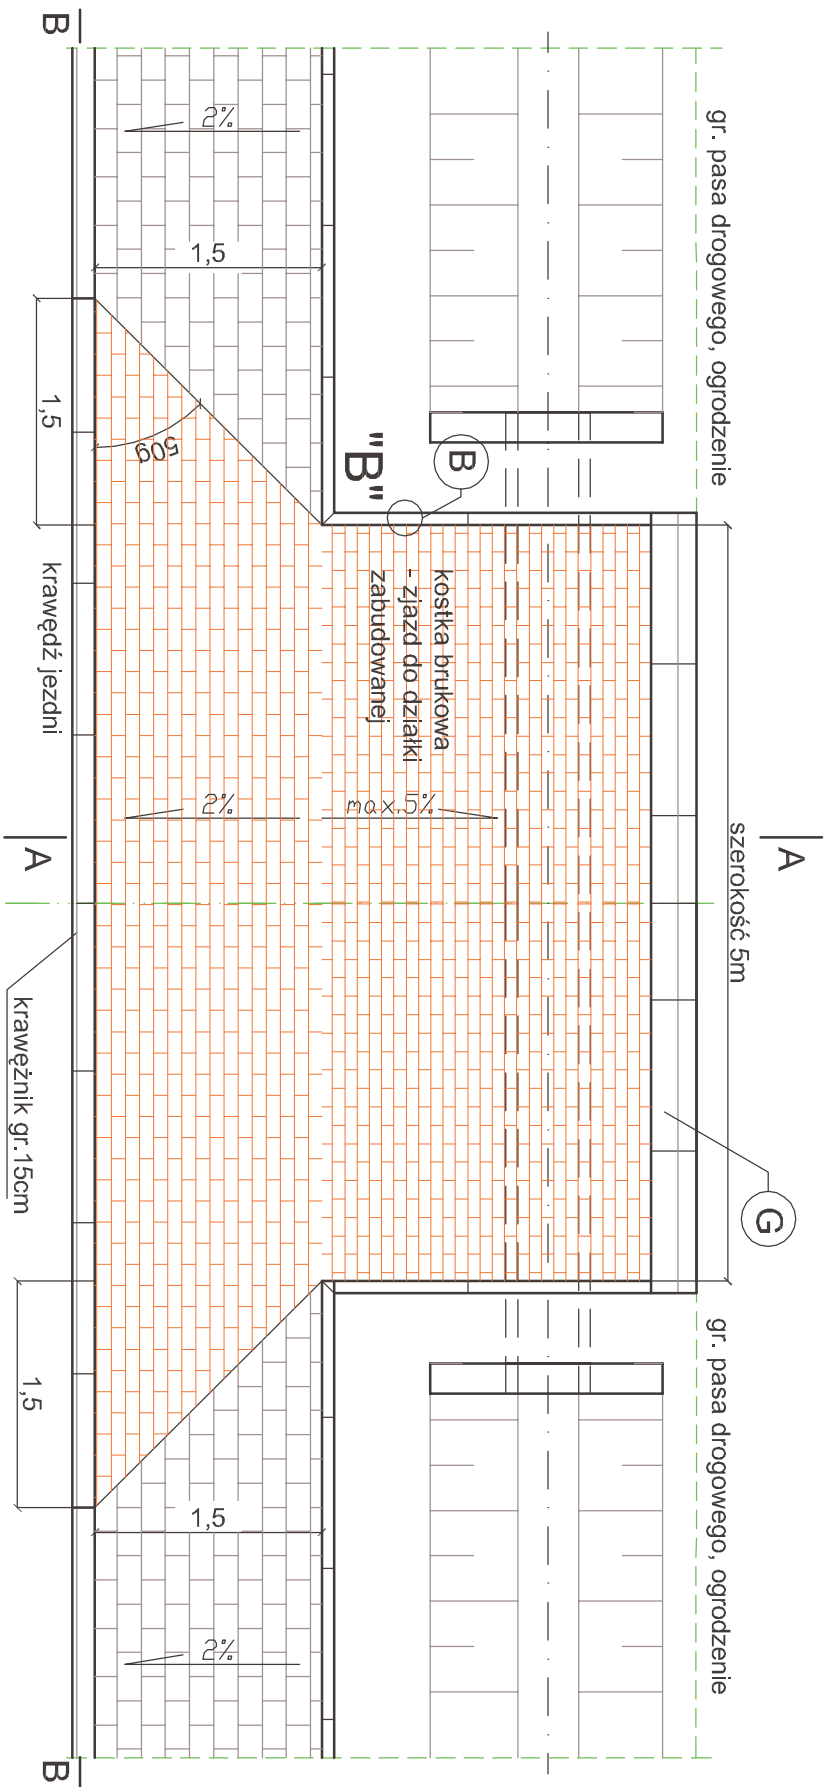 gr. pasa drogowego, ogrodzenie
gr. pasa drogowego, ogrodzenie
A
szerokość 5m
G
B
"B"
kostka brukowa
- zjazd do działki
zabudowanej
max.5%
2%
2%
2%
1,5
1,5
50g
1,5
1,5
krawędź jezdni
krawężnik gr.15cm
A
B
B